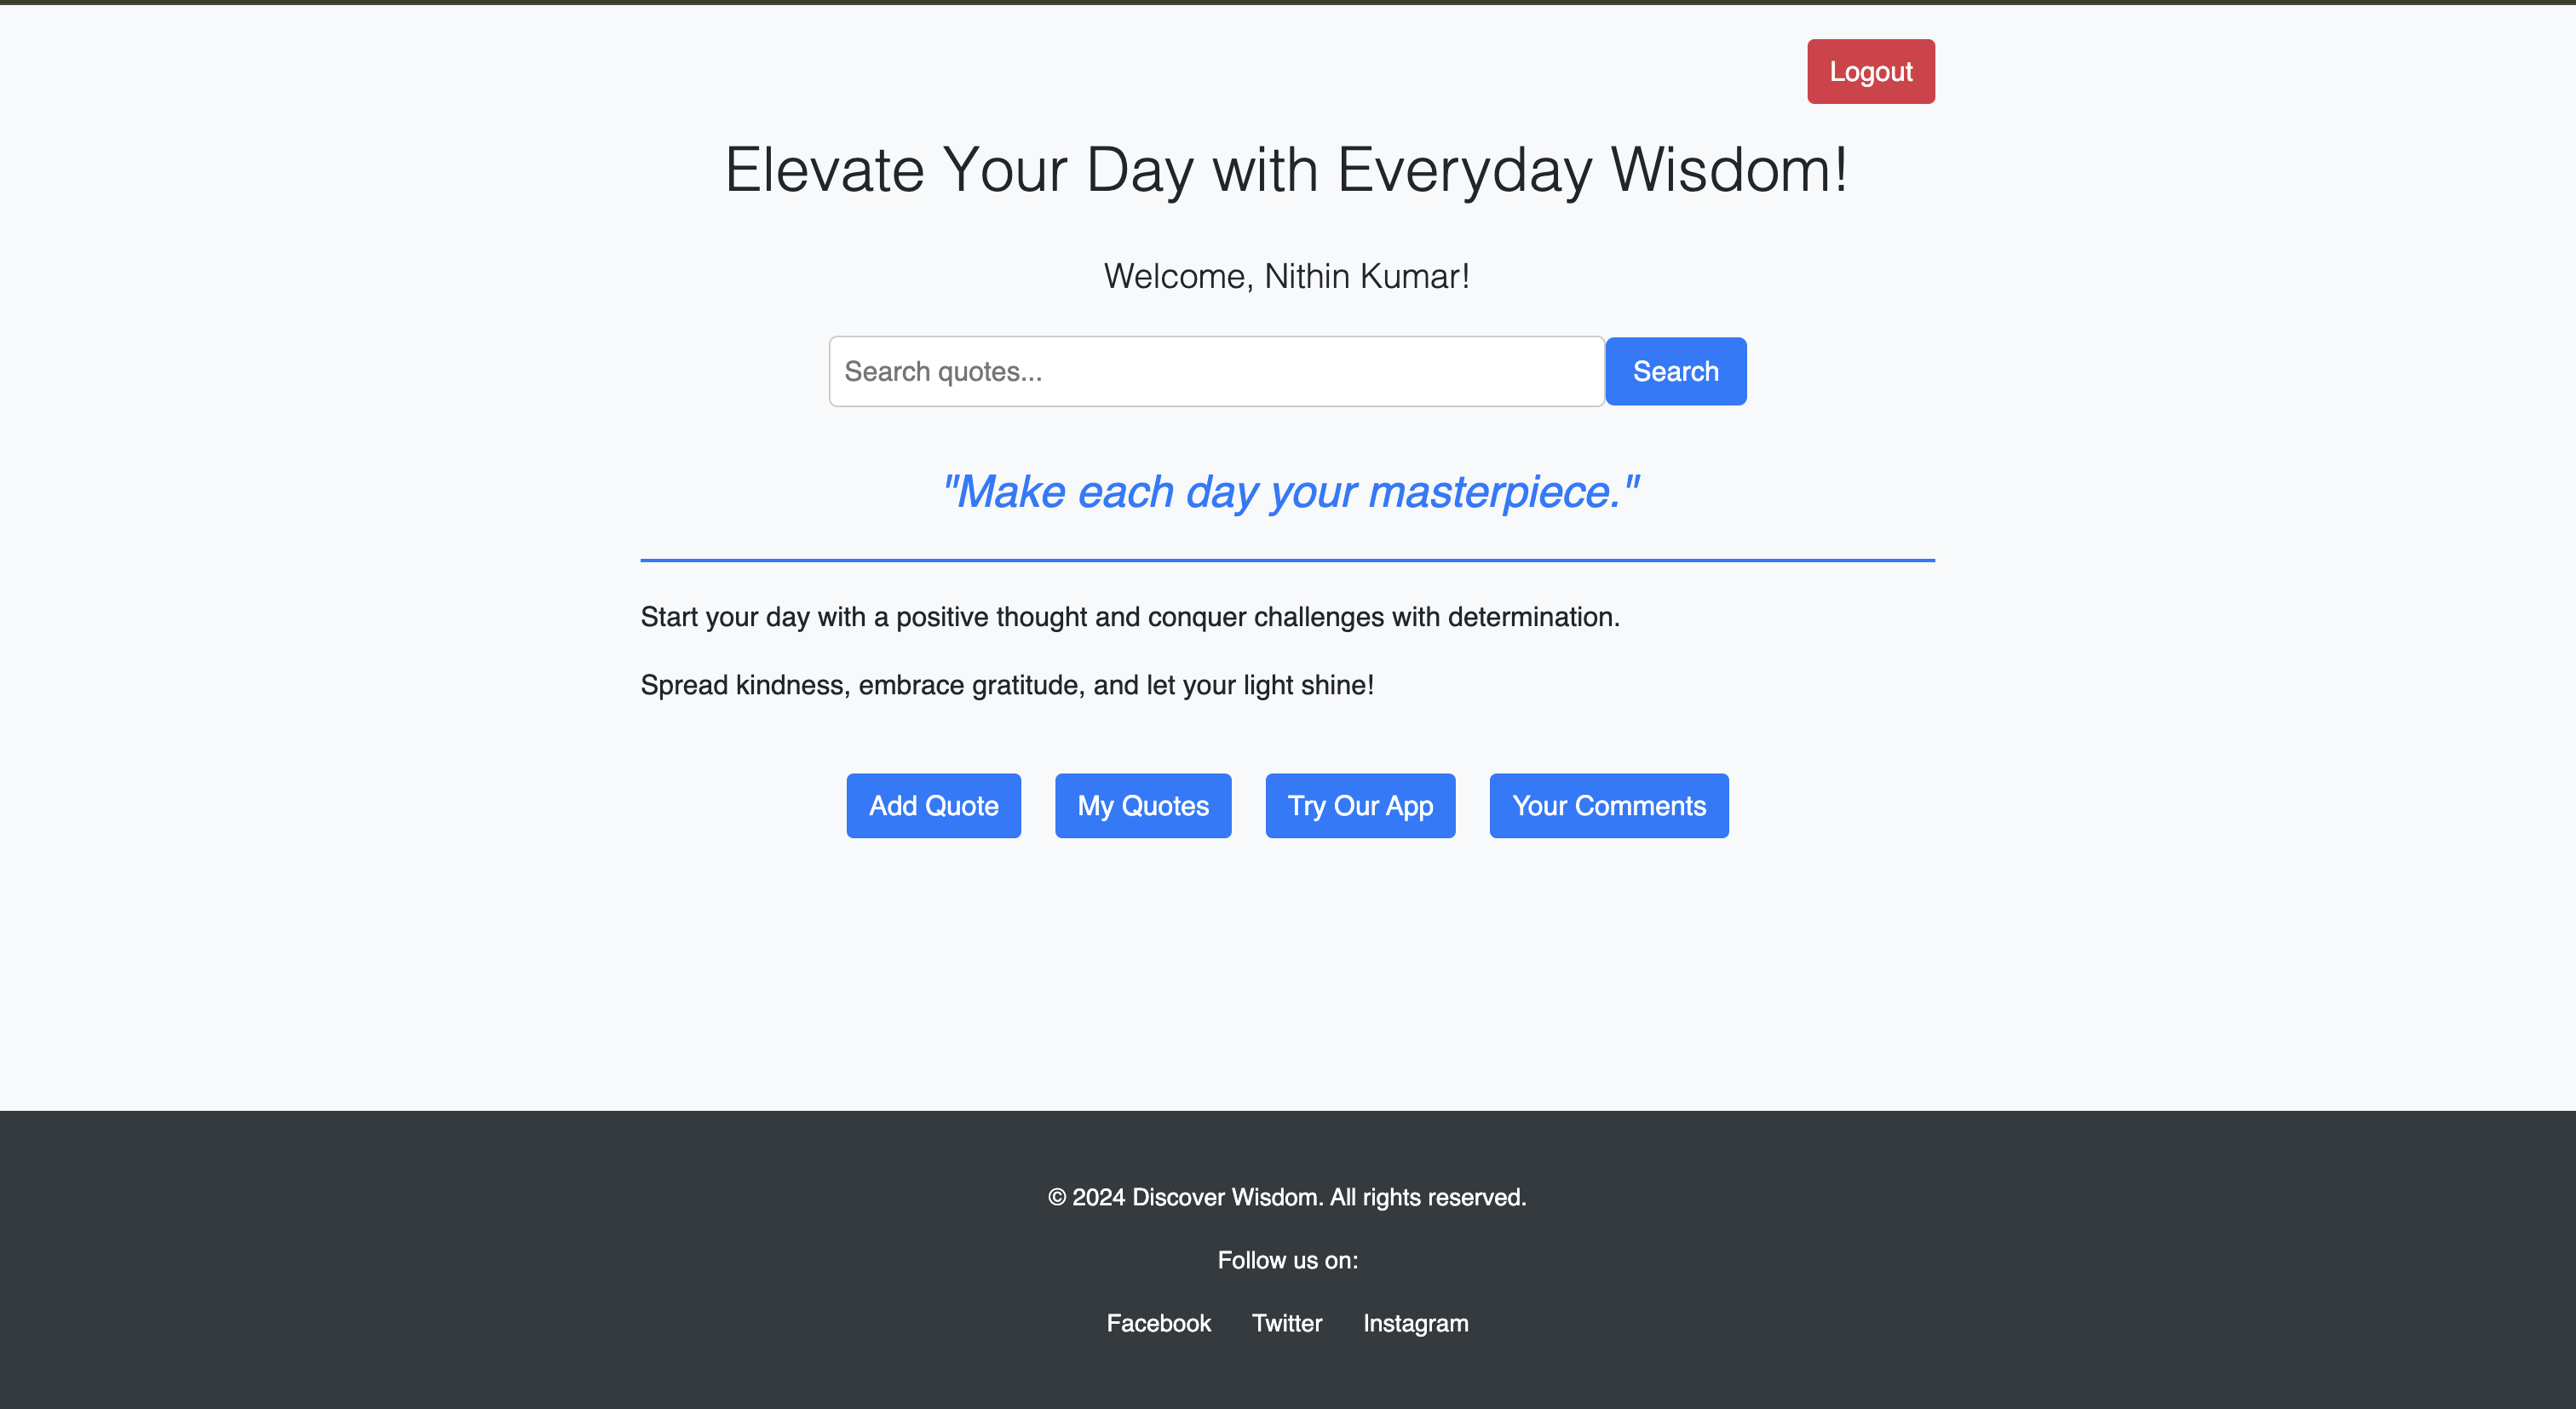 Logout
Elevate Your Day with Everyday Wisdom!
Welcome, Nithin Kumar!
Search quotes... Search
"Make each day your masterpiece."
Start your day with a positive thought and conquer challenges with determination.
Spread kindness, embrace gratitude, and let your light shine!
Add Quote My Quotes Try Our App Your Comments
© 2024 Discover Wisdom. All rights reserved.
Follow us on:
Facebook Twitter Instagram